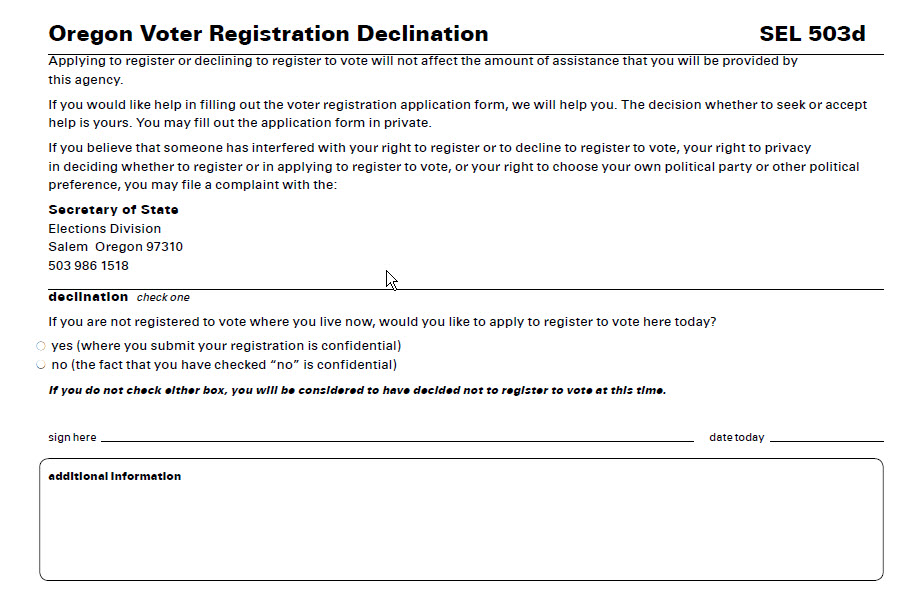 Oregon Voter Registration Declination SEL 503d
Applying to register or declining to register to vote will not affect the amount of assistance that you will be provided by
this agency.
If you would like help in filling out the voter registration application form, we will help you. The decision whether to seek or accept
help is yours. You may fill out the application form in private.
If you believe that someone has interfered with your right to register or to decline to register to vote, your right to privacy
in deciding whether to register or in applying to register to vote, or your right to choose your own political party or other political
preference, you may file a complaint with the:
Secretary of State
Elections Division
Salem Oregon 97310
503 986 1518
declination check one
If you are not registered to vote where you live now, would you like to apply to register to vote here today?
yes (where you submit your registration is confidential)
no (the fact that you have checked “no” is confidential)
If you do not check either box, you will be considered to have decided not to register to vote at this time.
sign here date today
additional information